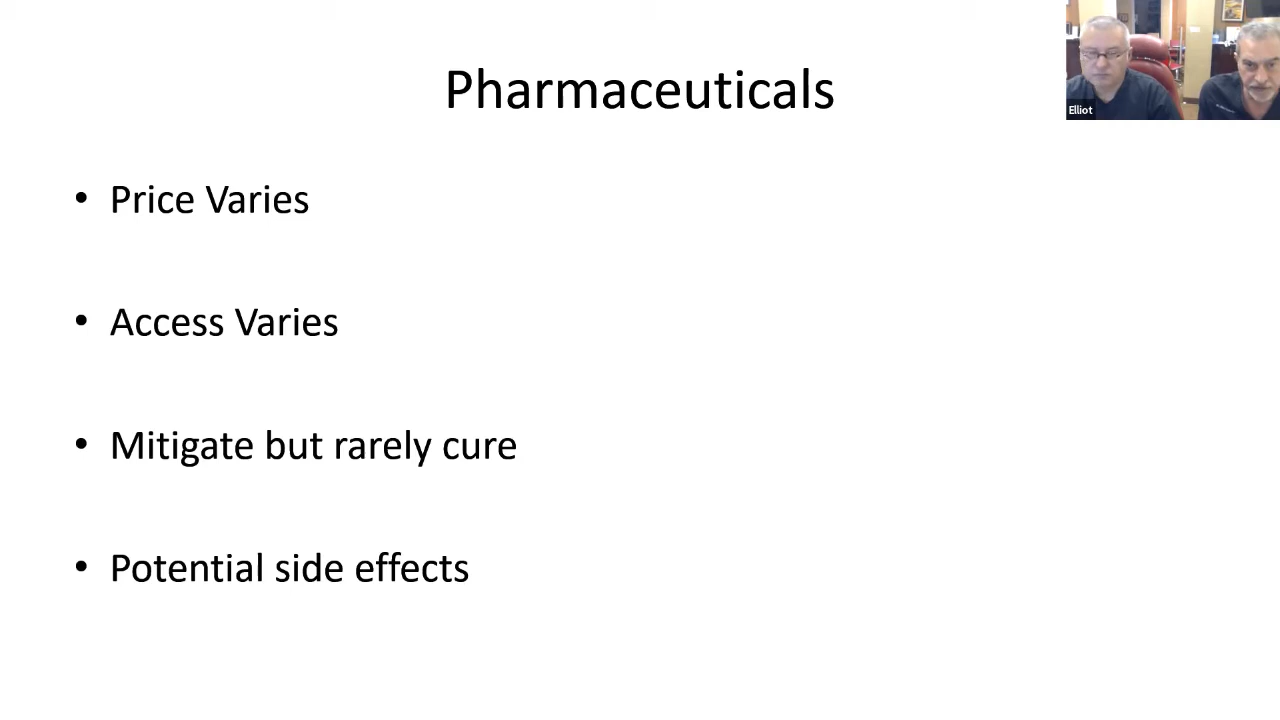 Pharmaceuticals
• Price Varies
• Access Varies
• Mitigate but rarely cure
• Potential side effects
Elliot